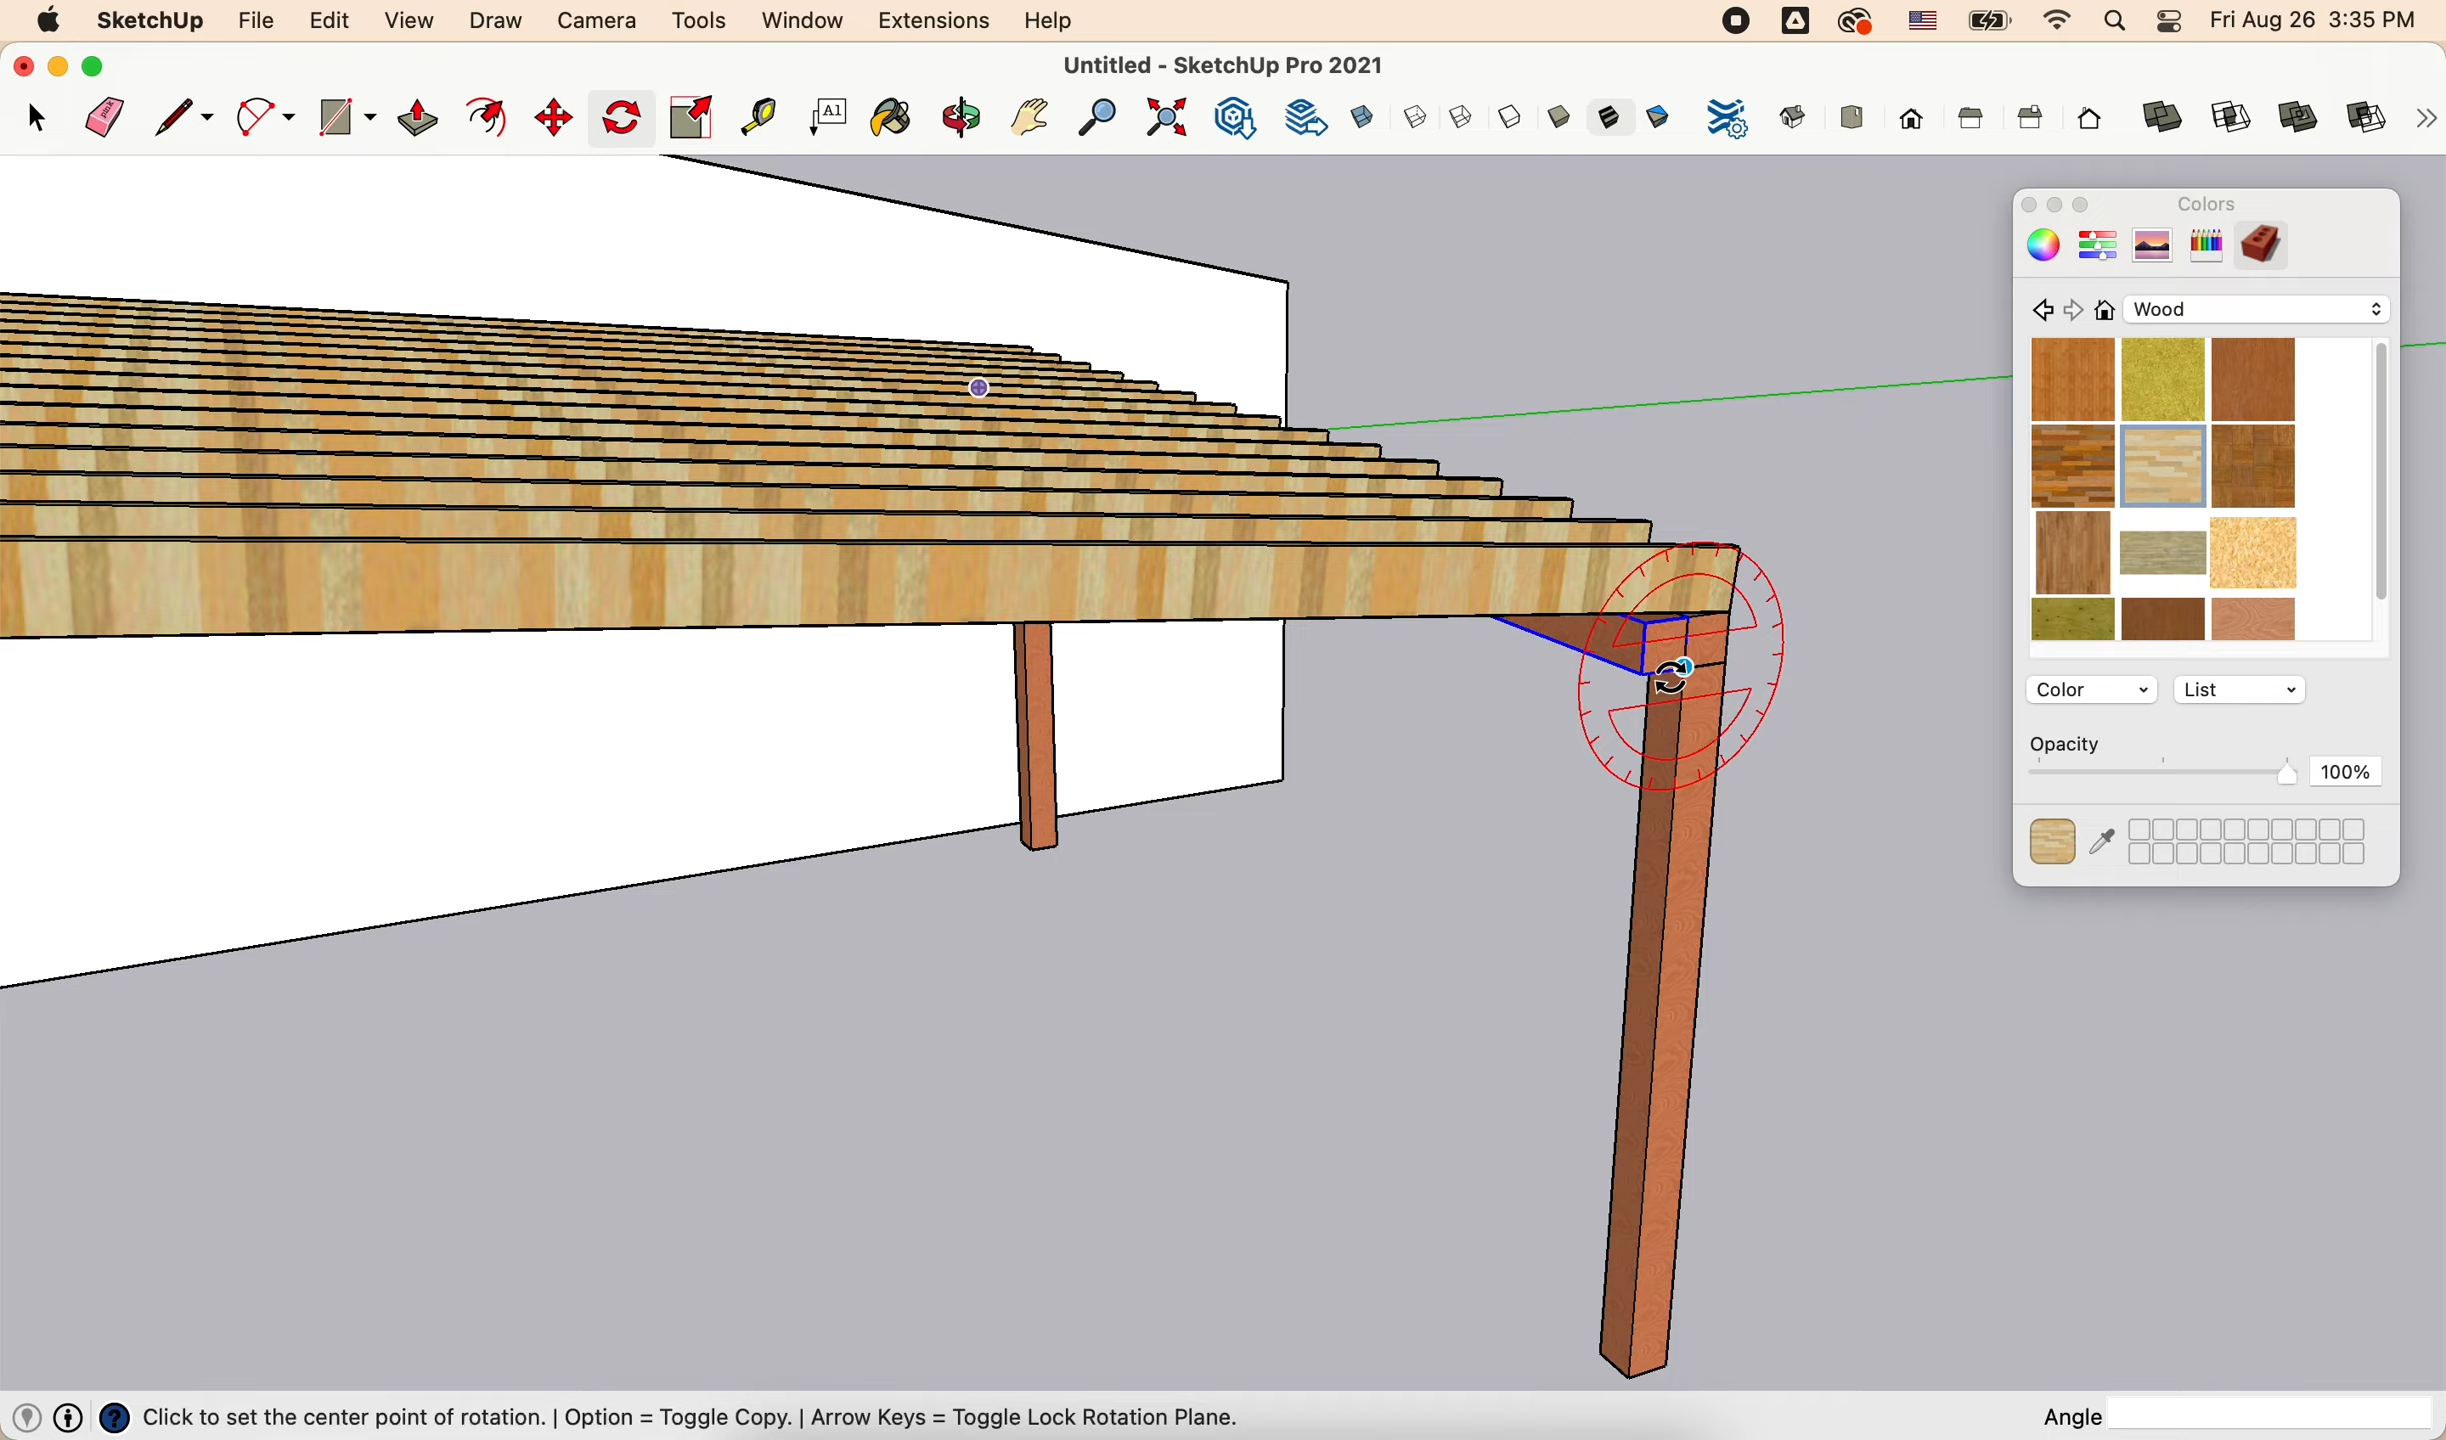 SketchUp File Edit View Draw Camera Tools Window Extensions Help Fri Aug 26 3:35 PM
Untitled - SketchUp Pro 2021
A1
Colors
Wood
Color List
Opacity
100%
Click to set the center point of rotation. | Option = Toggle Copy. | Arrow Keys = Toggle Lock Rotation Plane. Angle